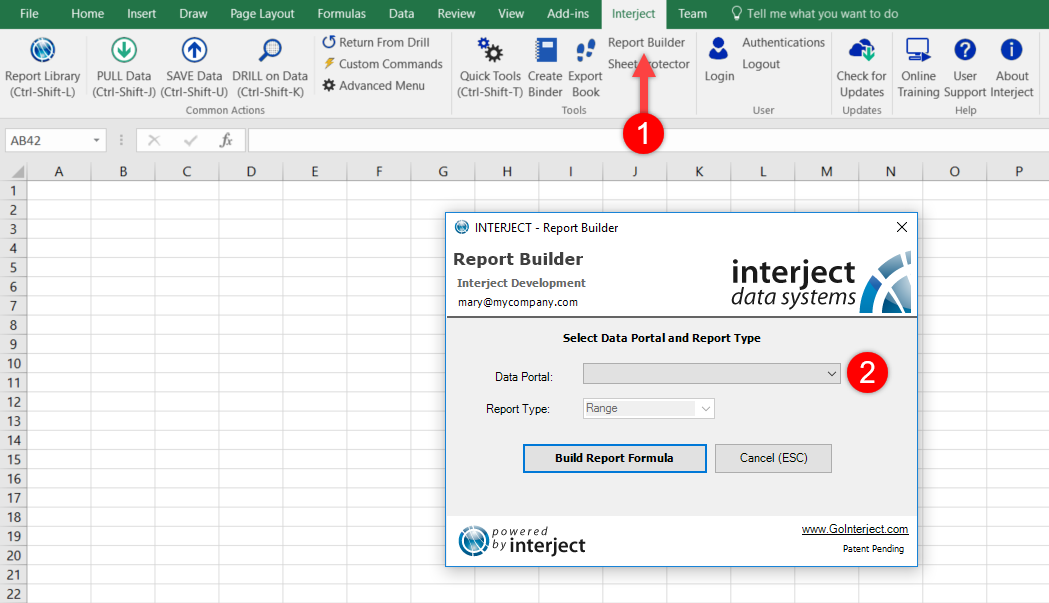 File Home Insert Draw Page Layout Formulas Data Review View Add-ins Interject Team Tell me what you want to do
Report Library
(Ctrl-Shift-L)
PULL Data
(Ctrl-Shift-J)
SAVE Data
(Ctrl-Shift-U)
DRILL on Data
(Ctrl-Shift-K)
Return From Drill
Custom Commands
Advanced Menu
Common Actions
Quick Tools
(Ctrl-Shift-T)
Create
Binder
Export
Book
Report Builder
Sheet Protector
Tools
Login
Authentications
Logout
User
Check for
Updates
Updates
Online
Training
User
Support
About
Interject
Help
1
AB42 fx
A B C D E F G H I J K L M N O P
1
2
3
4
5
6
7
8
9
10
11
12
13
14
15
16
17
18
19
20
21
22
INTERJECT - Report Builder
Report Builder
Interject Development
mary@mycompany.com
interject
data systems
Select Data Portal and Report Type
Data Portal:
2
Report Type: Range
Build Report Formula Cancel (ESC)
powered
by interject
www.GoInterject.com
Patent Pending